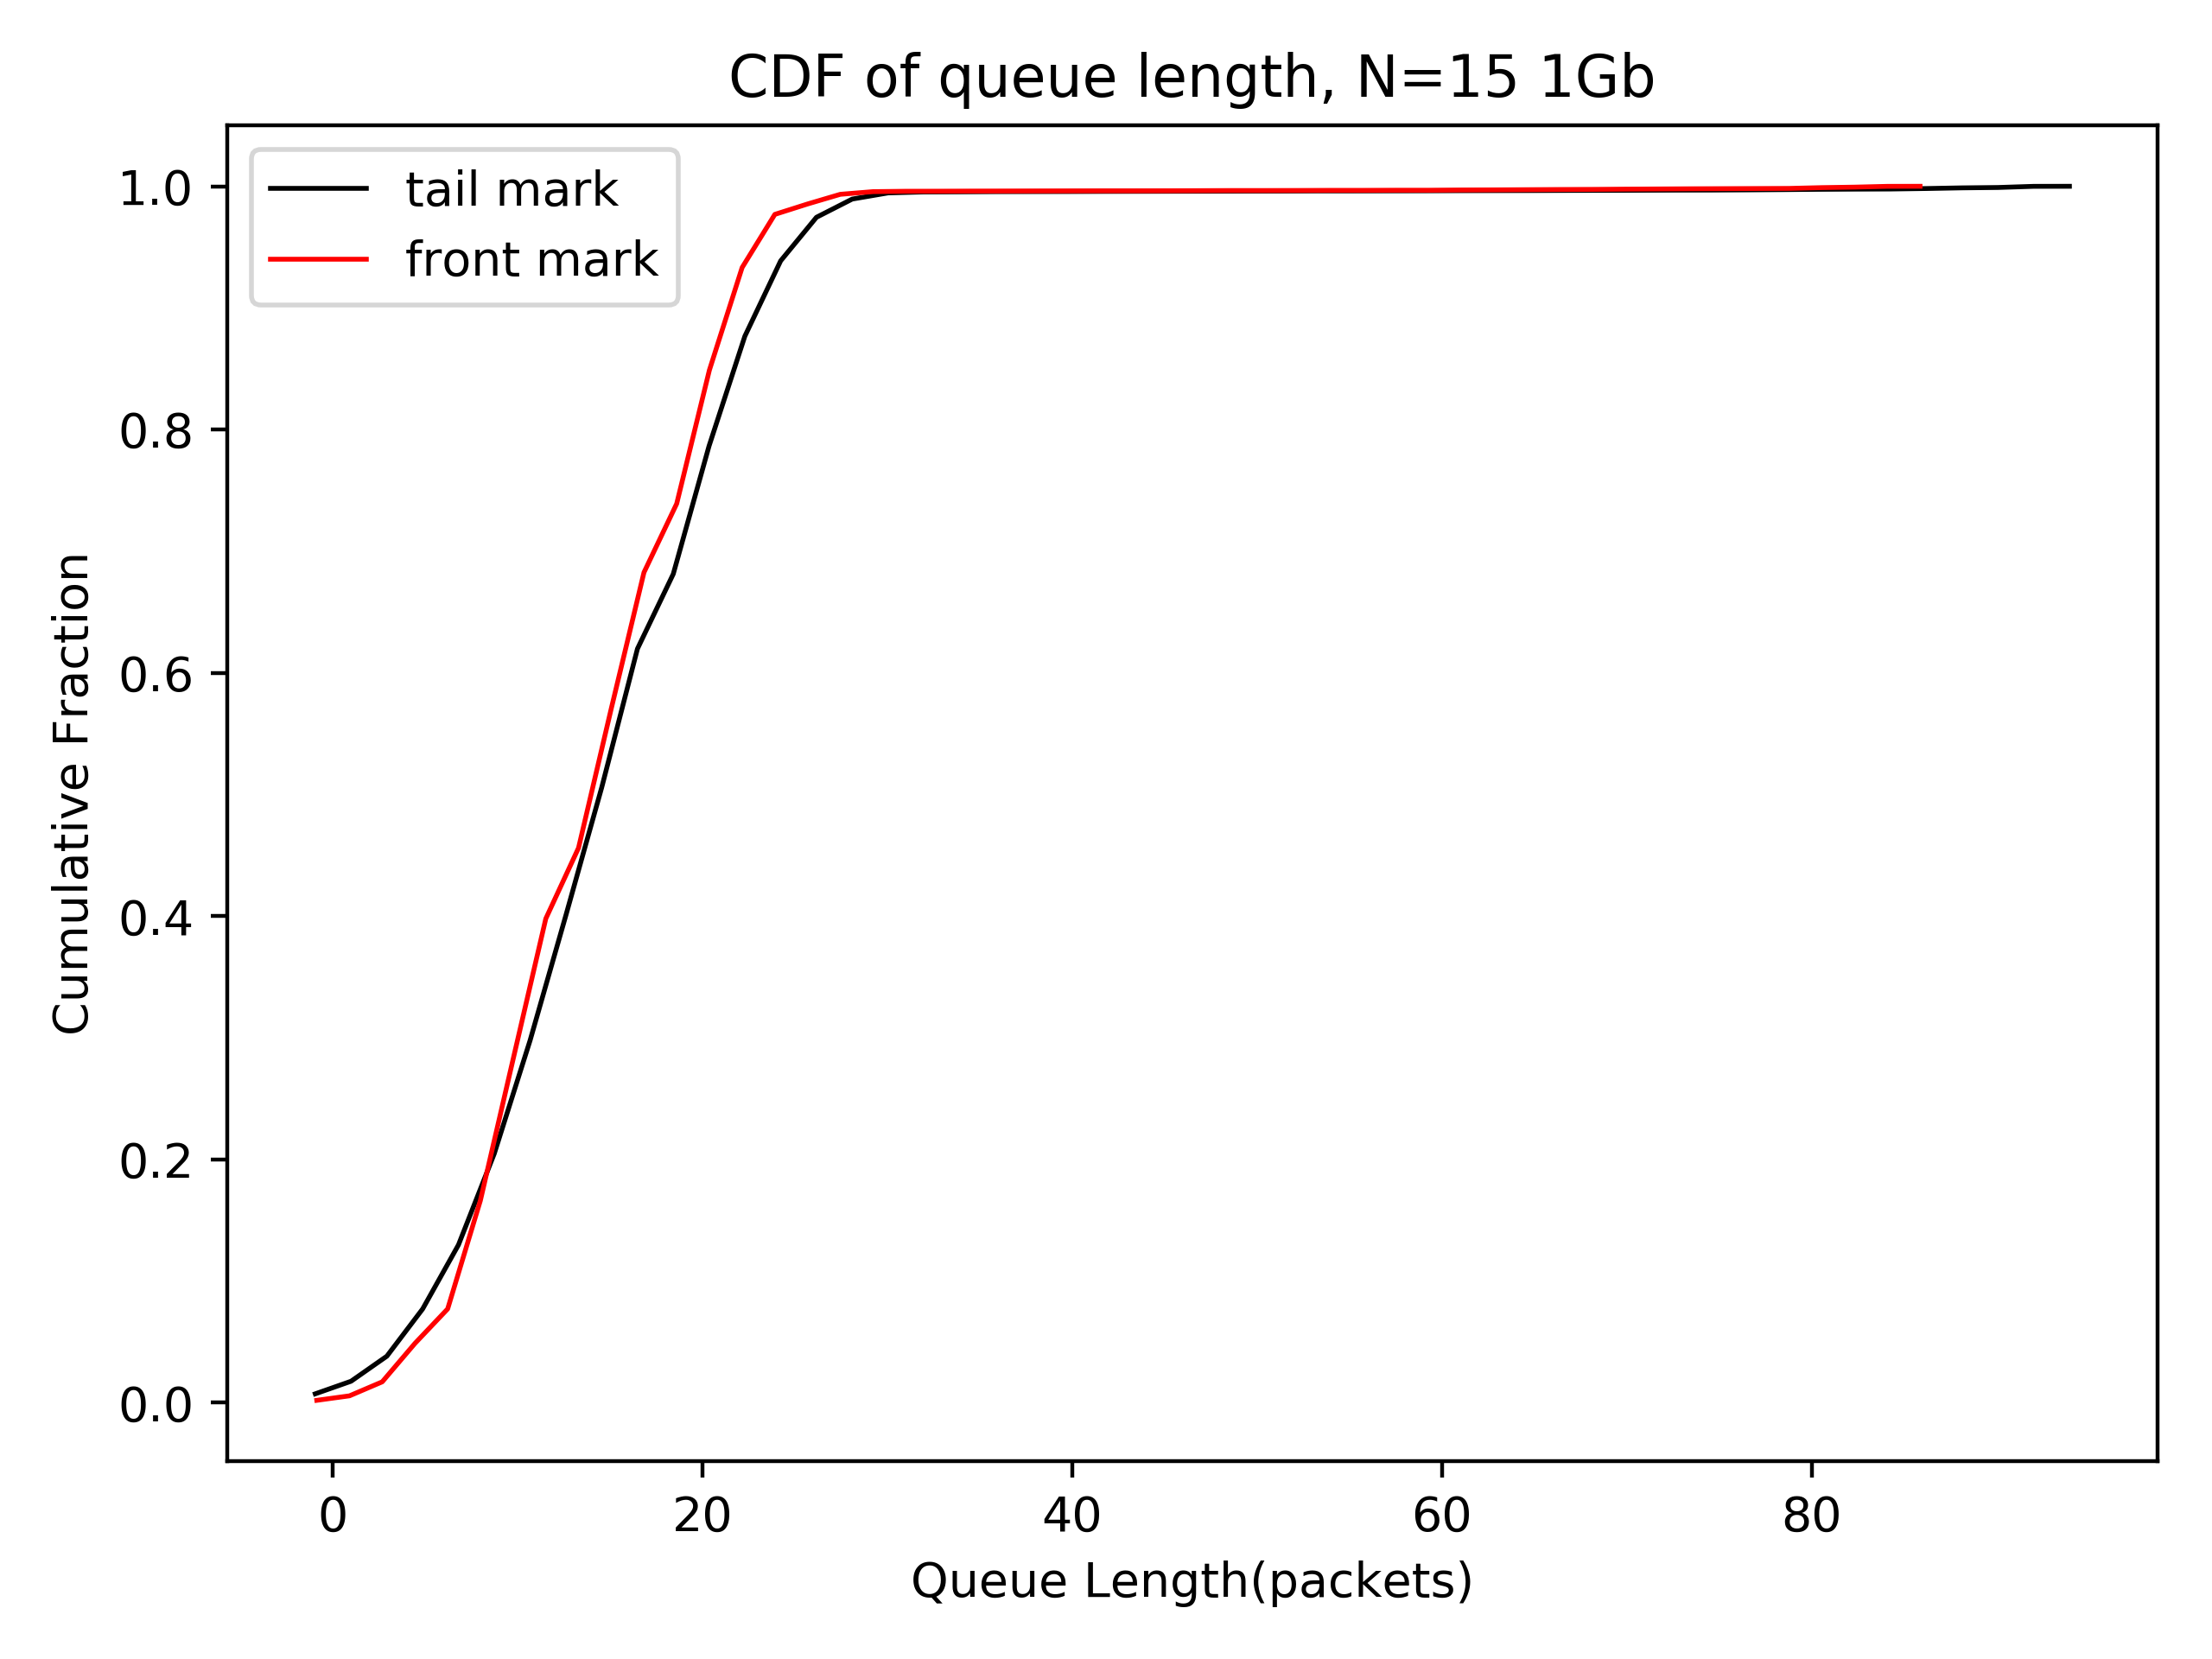 CDF of queue length, N=15 1Gb
tail mark
front mark
1.0
0.8
0.6
0.4
0.2
0.0
Cumulative Fraction
0 20 40 60 80
Queue Length(packets)